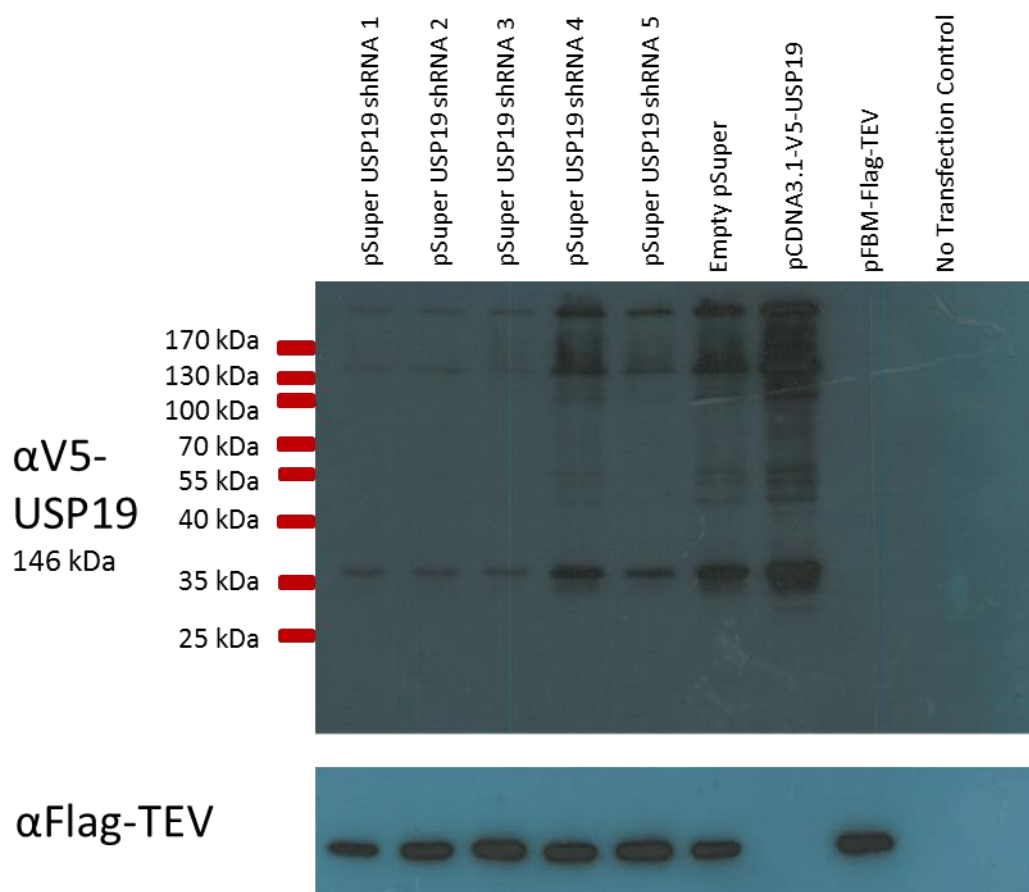 pSuper USP19 shRNA 1
pSuper USP19 shRNA 2
pSuper USP19 shRNA 3
pSuper USP19 shRNA 4
pSuper USP19 shRNA 5
Empty pSuper
pCDNA3.1-V5-USP19
pFBM-Flag-TEV
No Transfection Control
170 kDa
130 kDa
100 kDa
70 kDa
55 kDa
40 kDa
35 kDa
25 kDa
αV5-
USP19
146 kDa
αFlag-TEV